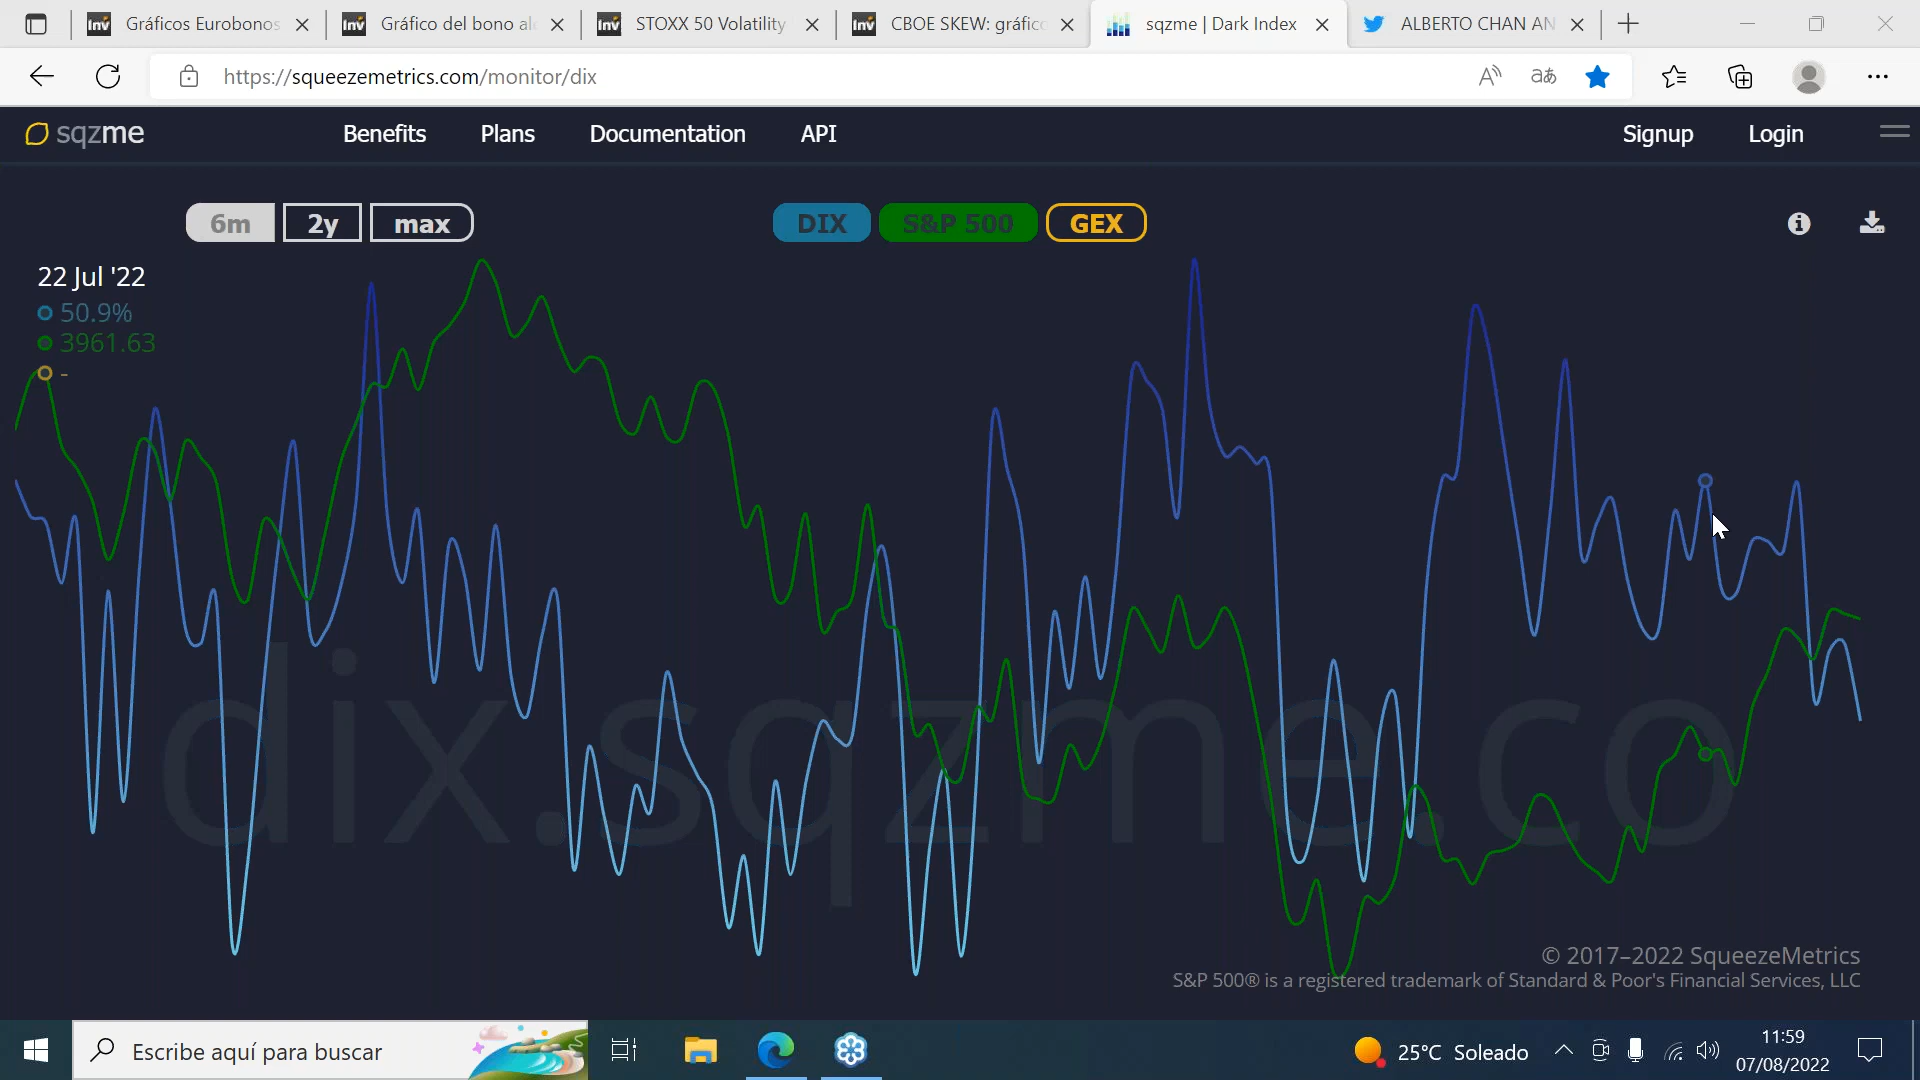 Gráficos Eurobonos
Gráfico del bono ale
STOXX 50 Volatility
CBOE SKEW: gráfico
sqzme | Dark Index
ALBERTO CHAN AN
https://squeezemetrics.com/monitor/dix
sqzme
Benefits
Plans
Documentation
API
Signup
Login
6m
2y
max
DIX
S&P 500
GEX
22 Jul '22
50.9%
3961.63
-
dix.sqzme.co
© 2017–2022 SqueezeMetrics
S&P 500® is a registered trademark of Standard & Poor's Financial Services, LLC
Escribe aquí para buscar
25°C Soleado
11:59
07/08/2022